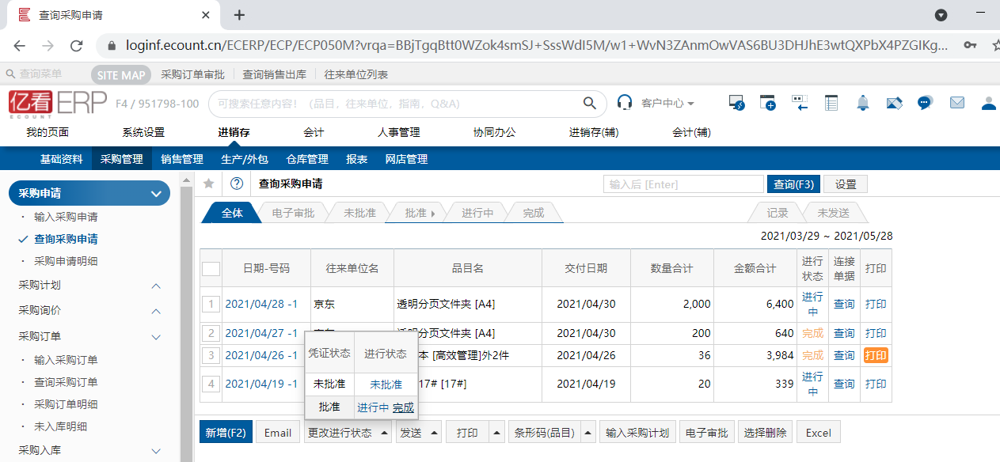 查询采购申请
loginf.ecount.cn/ECERP/ECP/ECP050M?vrqa=BBjTgqBtt0WZok4smSJ+SssWdI5M/w1+WvN3ZAnmOwVAS6BU3DHJhE3wtQXPbX4PZGIKg...
查询菜单 SITE MAP 采购订单审批 查询销售出库 往来单位列表
亿看ERP ECOUNT F4 / 951798-100 可搜索任意内容! (品目,往来单位,指南,Q&A) 客户中心
我的页面 系统设置 进销存 会计 人事管理 协同办公 进销存(辅) 会计(辅)
基础资料 采购管理 销售管理 生产/外包 仓库管理 报表 网店管理
采购申请
输入采购申请
查询采购申请
采购申请明细
采购计划
采购询价
采购订单
输入采购订单
查询采购订单
采购订单明细
未入库明细
采购入库
查询采购申请 输入后 [Enter] 查询(F3) 设置
全体 电子审批 未批准 批准 进行中 完成 记录 未发送
2021/03/29 ~ 2021/05/28
日期-号码 往来单位名 品目名 交付日期 数量合计 金额合计 进行状态 连接单据 打印
1 2021/04/28 -1 京东 透明分页文件夹 [A4] 2021/04/30 2,000 6,400 进行中 查询 打印
2 2021/04/27 -1 页文件夹 [A4] 2021/04/30 200 640 完成 查询 打印
3 2021/04/26 -1 本 [高效管理]外2件 2021/04/26 36 3,984 完成 查询 打印
4 2021/04/19 -1 17# [17#] 2021/04/19 20 339 进行中 查询 打印
凭证状态 进行状态
未批准 未批准
批准 进行中 完成
新增(F2) Email 更改进行状态 发送 打印 条形码(品目) 输入采购计划 电子审批 选择删除 Excel